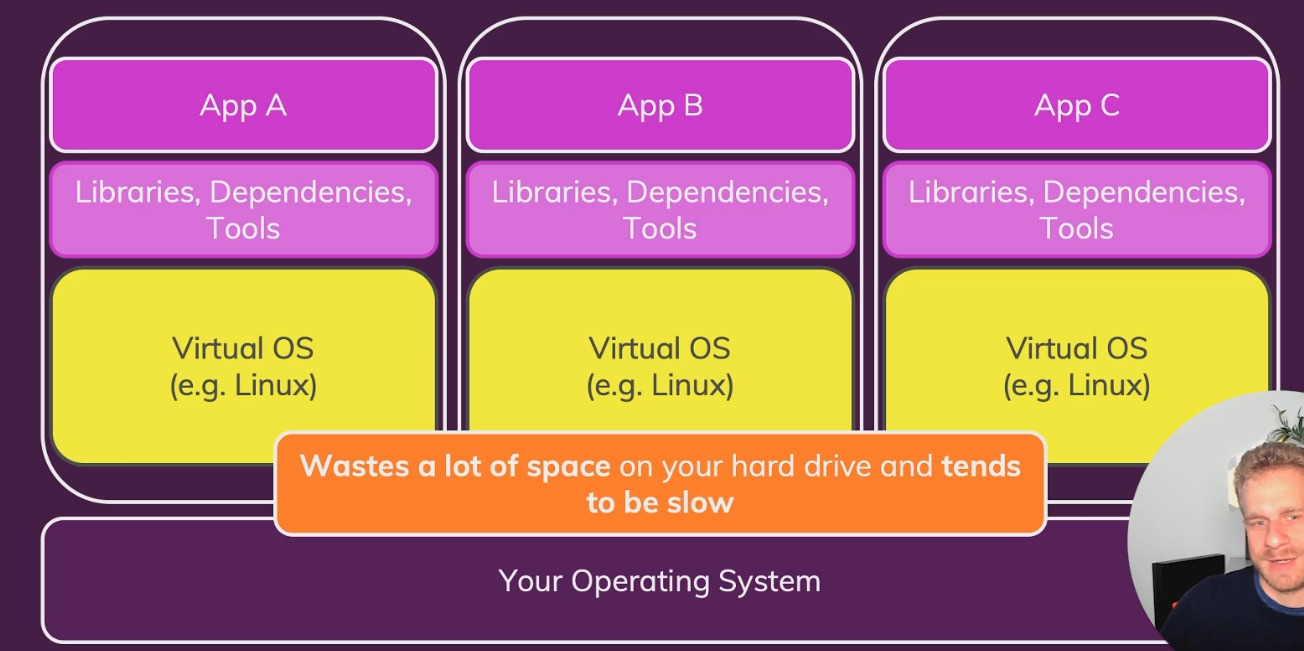 App A
App B
App C
Libraries, Dependencies,
Tools
Libraries, Dependencies,
Tools
Libraries, Dependencies,
Tools
Virtual OS
(e.g. Linux)
Virtual OS
(e.g. Linux)
Virtual OS
(e.g. Linux)
Wastes a lot of space on your hard drive and tends
to be slow
Your Operating System